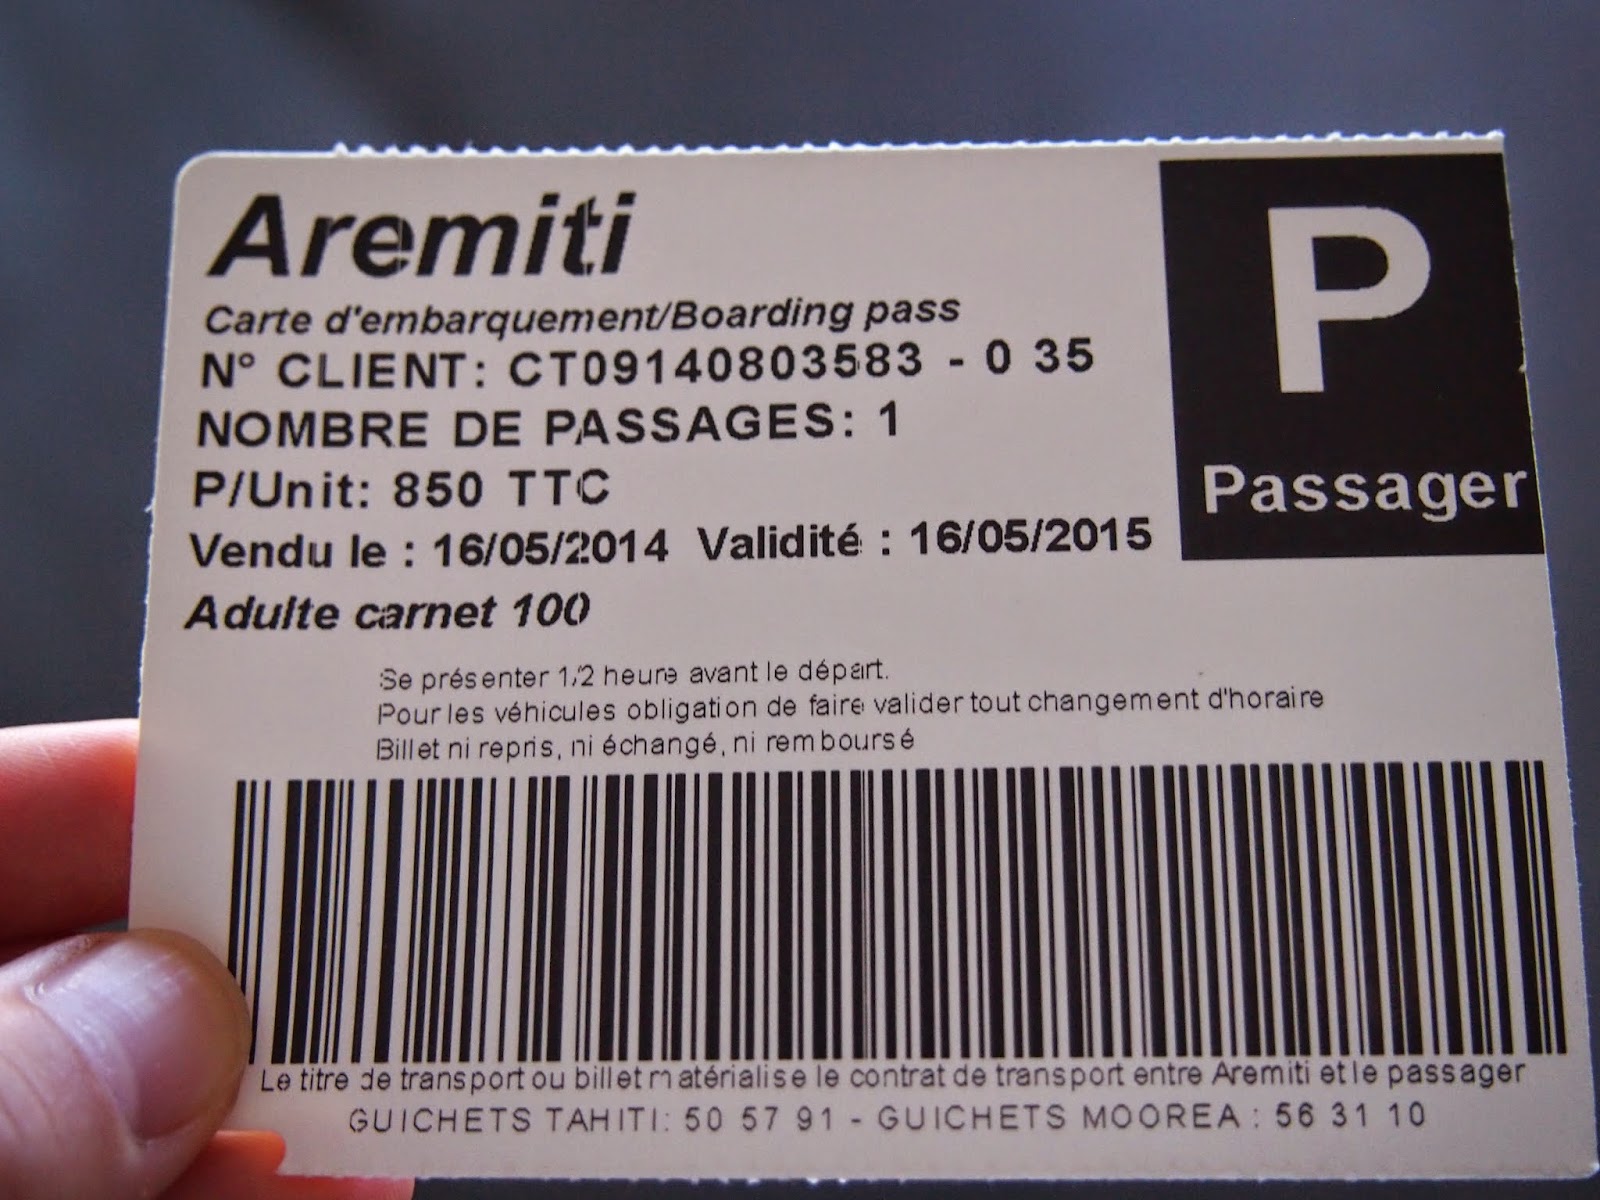 Aremiti
P
Passager
Carte d'embarquement/Boarding pass
N° CLIENT: CT09140803583 - 0 35
NOMBRE DE PASSAGES: 1
P/Unit: 850 TTC
Vendu le : 16/05/2014 Validité : 16/05/2015
Adulte carnet 100
Se présenter 1/2 heure avant le départ.
Pour les véhicules obligation de faire valider tout changement d'horaire
Billet ni repris, ni échangé, ni remboursé
Le titre de transport ou billet matérialise le contrat de transport entre Aremiti et le passager
GUICHETS TAHITI: 50 57 91 - GUICHETS MOOREA : 56 31 10